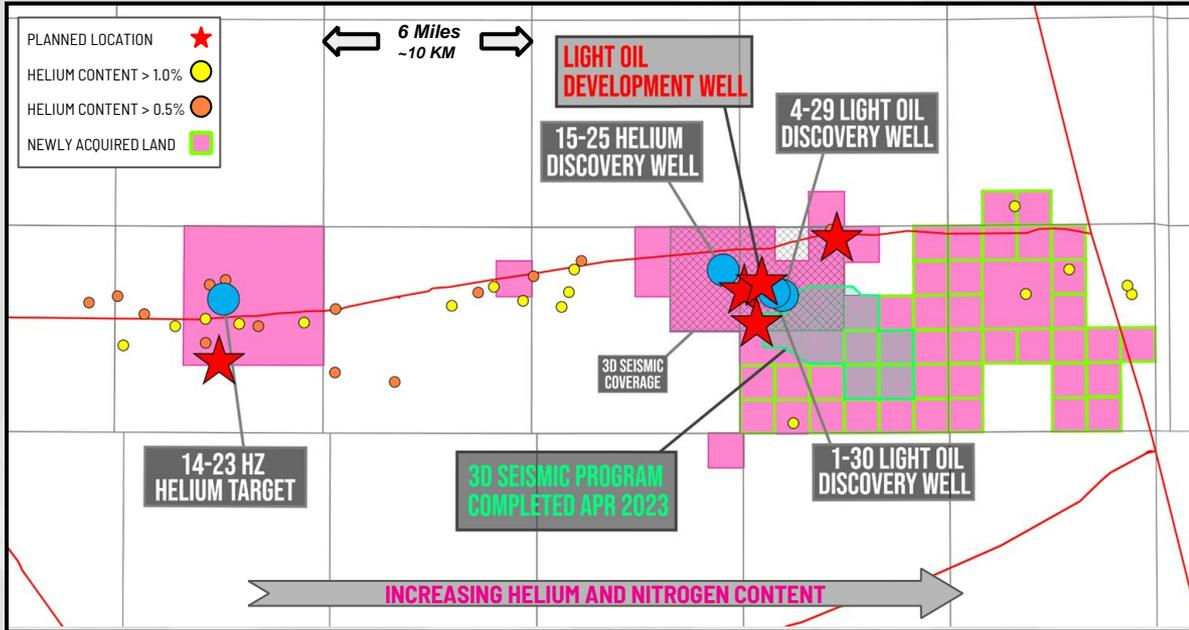 PLANNED LOCATION
HELIUM CONTENT > 1.0%
HELIUM CONTENT > 0.5%
NEWLY ACQUIRED LAND
6 Miles
~10 KM
LIGHT OIL
DEVELOPMENT WELL
15-25 HELIUM
DISCOVERY WELL
4-29 LIGHT OIL
DISCOVERY WELL
3D SEISMIC
COVERAGE
14-23 HZ
HELIUM TARGET
3D SEISMIC PROGRAM
COMPLETED APR 2023
1-30 LIGHT OIL
DISCOVERY WELL
INCREASING HELIUM AND NITROGEN CONTENT